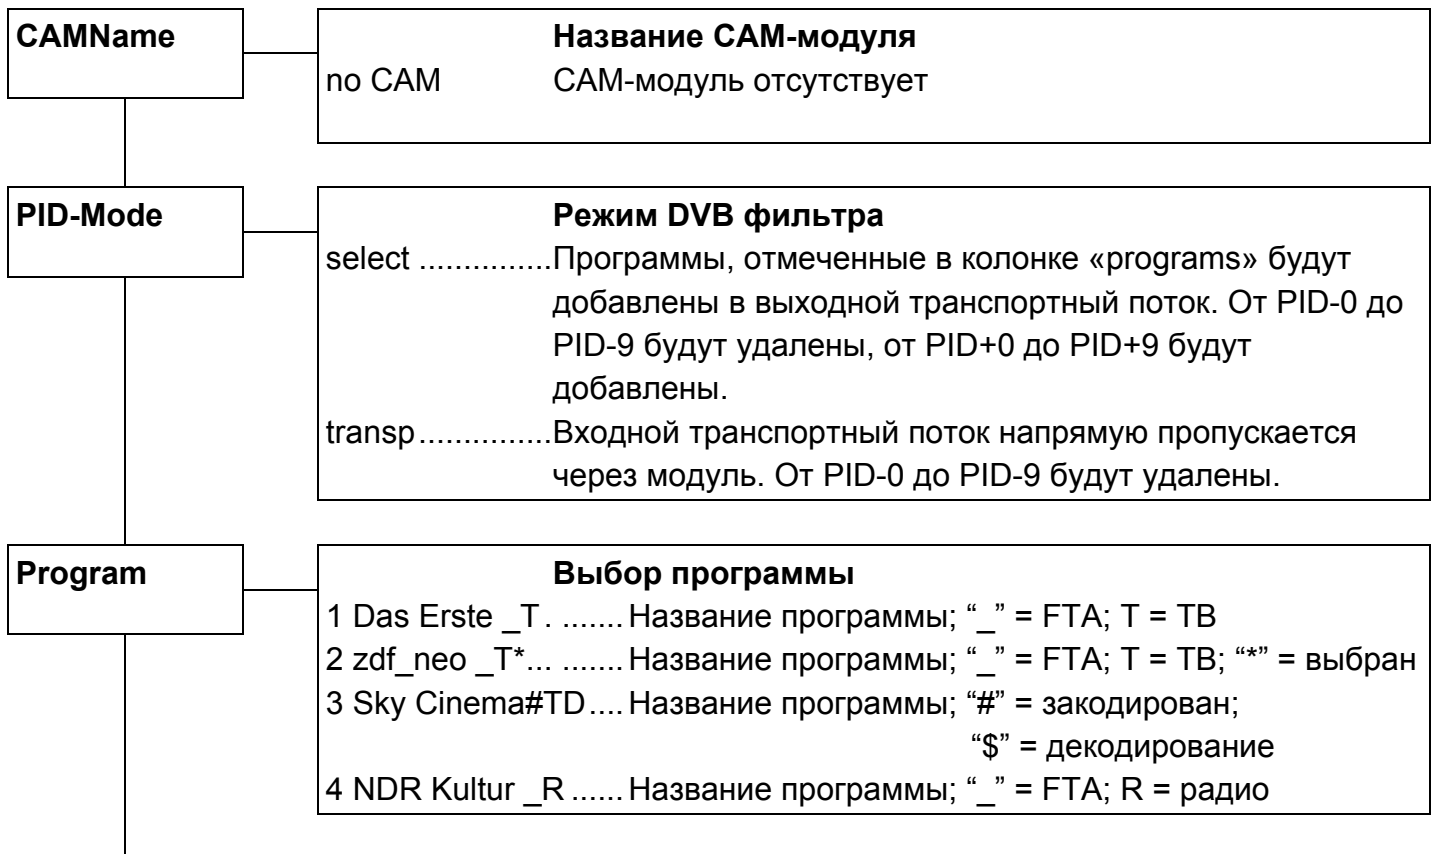 CAMName
Название CAM-модуля
no CAM САМ-модуль отсутствует
PID-Mode
Режим DVB фильтра
select ...............Программы, отмеченные в колонке «programs» будут
добавлены в выходной транспортный поток. От PID-0 до
PID-9 будут удалены, от PID+0 до PID+9 будут
добавлены.
transp...............Входной транспортный поток напрямую пропускается
через модуль. От PID-0 до PID-9 будут удалены.
Program
Выбор программы
1 Das Erste _T. ....... Название программы; “_” = FTA; T = ТВ
2 zdf_neo _T*... ....... Название программы; “_” = FTA; T = ТВ; “*” = выбран
3 Sky Cinema#TD.... Название программы; “#” = закодирован;
“$” = декодирование
4 NDR Kultur _R ...... Название программы; “_” = FTA; R = радио